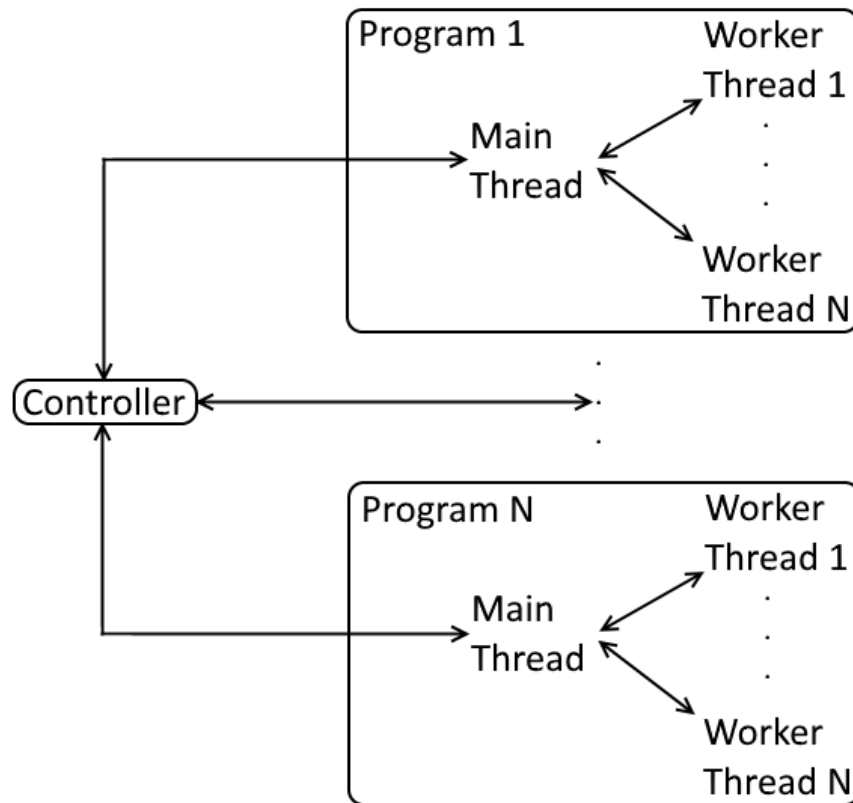 Program 1
Worker
Thread 1
Main
Thread
Worker
Thread N
Controller
Program N
Worker
Thread 1
Main
Thread
Worker
Thread N